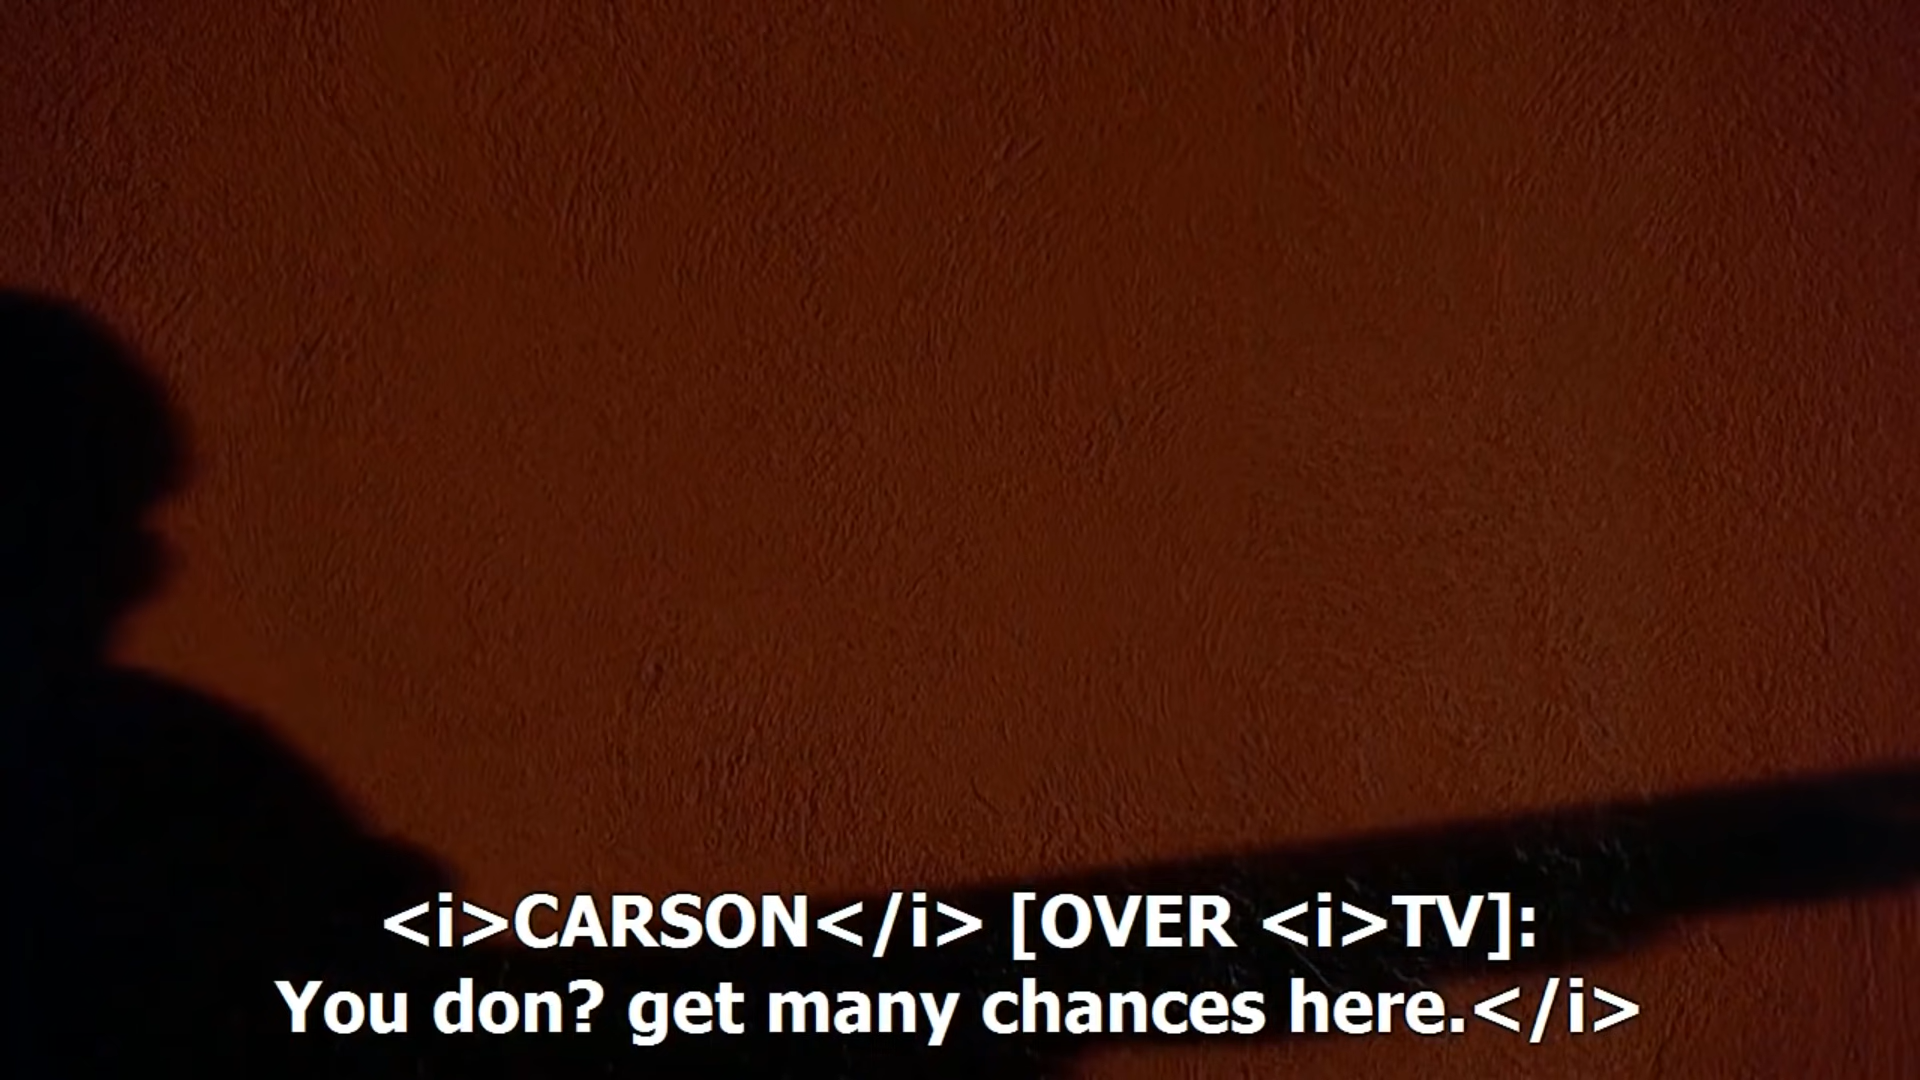 <i>CARSON</i> [OVER <i>TV]:
You don? get many chances here.</i>